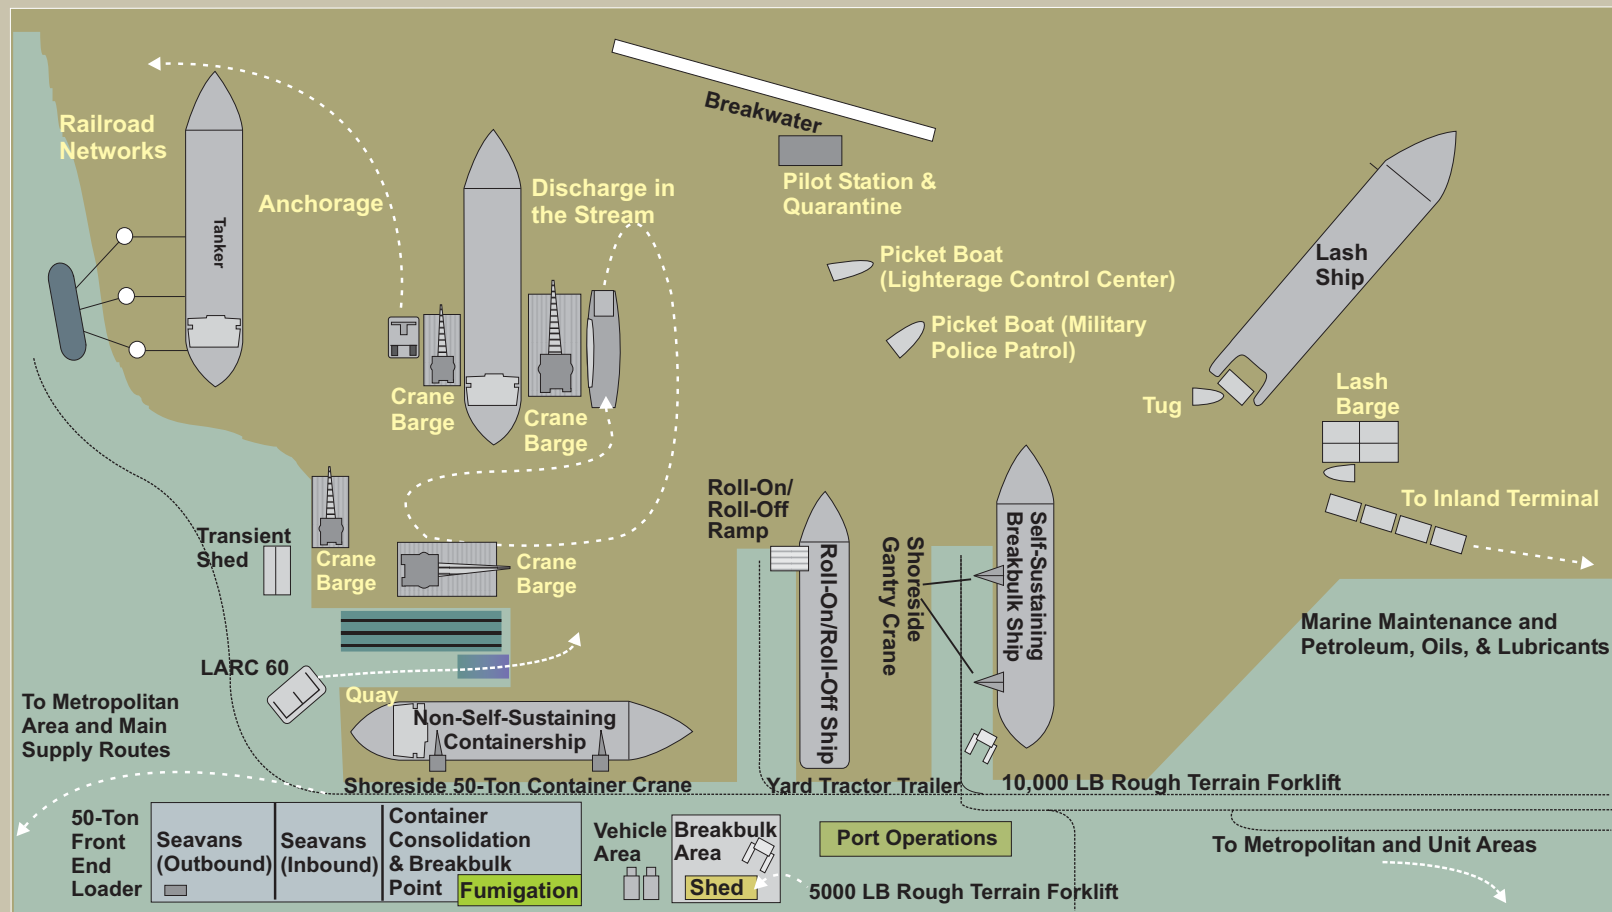 Breakwater
Railroad
Networks
Anchorage
Tanker
Discharge in
the Stream
Pilot Station &
Quarantine
Picket Boat
(Lighterage Control Center)
Picket Boat (Military
Police Patrol)
Lash
Ship
Tug
Lash
Barge
To Inland Terminal
Crane
Barge
Crane
Barge
Transient
Shed
Crane
Barge
Crane
Barge
Roll-On/
Roll-Off
Ramp
Roll-On/Roll-Off Ship
Shoreside
Gantry Crane
Self-Sustaining
Breakbulk Ship
Marine Maintenance and
Petroleum, Oils, & Lubricants
LARC 60
Quay
To Metropolitan
Area and Main
Supply Routes
Non-Self-Sustaining
Containership
Shoreside 50-Ton Container Crane
Yard Tractor Trailer
10,000 LB Rough Terrain Forklift
50-Ton
Front
End
Loader
Seavans
(Outbound)
Seavans
(Inbound)
Container
Consolidation
& Breakbulk
Point
Fumigation
Vehicle
Area
Breakbulk
Area
Shed
Port Operations
5000 LB Rough Terrain Forklift
To Metropolitan and Unit Areas